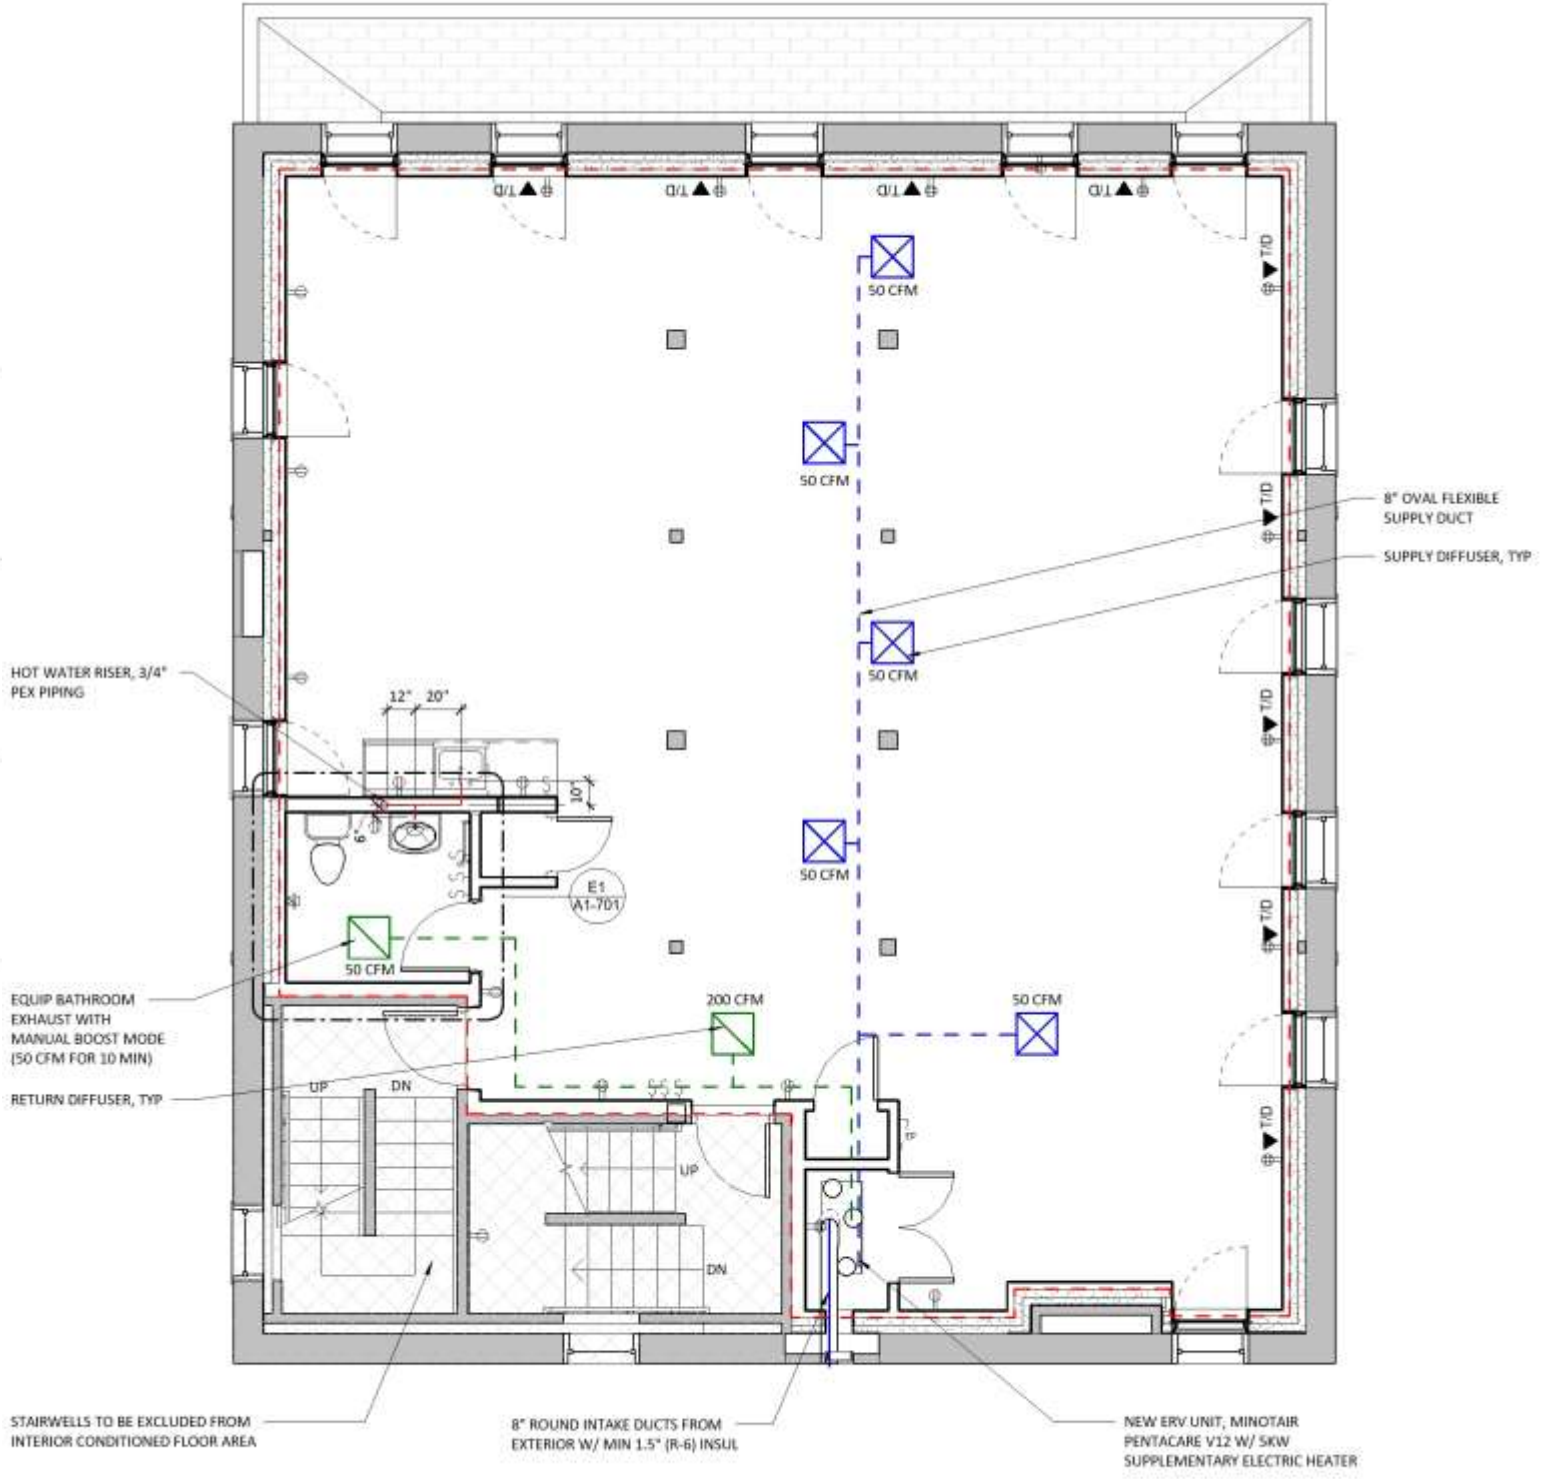 T/D
T/D
T/D
T/D
T/D
50 CFM
50 CFM
8" OVAL FLEXIBLE
SUPPLY DUCT
T/D
SUPPLY DIFFUSER, TYP
50 CFM
HOT WATER RISER, 3/4"
PEX PIPING
12" 20"
T/D
10"
6"
50 CFM
E1
A1-701
T/D
50 CFM
EQUIP BATHROOM
EXHAUST WITH
MANUAL BOOST MODE
(50 CFM FOR 10 MIN)
200 CFM
50 CFM
RETURN DIFFUSER, TYP
UP
DN
SSS
T/D
UP
DN
STAIRWELLS TO BE EXCLUDED FROM
INTERIOR CONDITIONED FLOOR AREA
8" ROUND INTAKE DUCTS FROM
EXTERIOR W/ MIN 1.5" (R-6) INSUL
NEW ERV UNIT, MINOTAIR
PENTACARE V12 W/ 5KW
SUPPLEMENTARY ELECTRIC HEATER